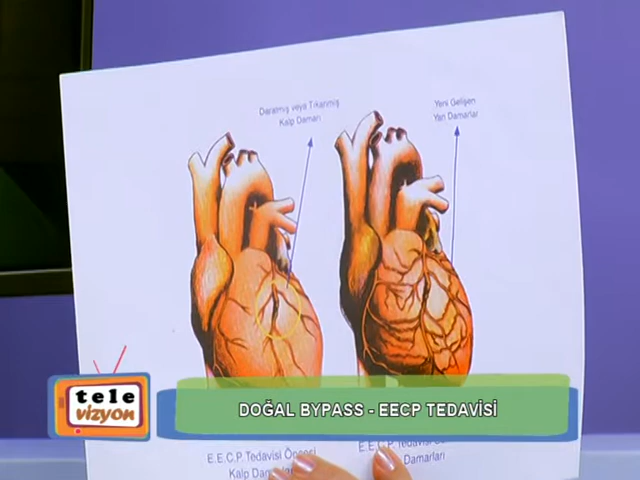 Daralmış veya Tıkanmış
Kalp Damarı
Yeni Gelişen
Yan Damarlar
tele
vizyon
DOĞAL BYPASS - EECP TEDAVİSİ
E.E.C.P. Tedavisi Öncesi
Kalp
E.E.C.P. Tedavisi
Damarları